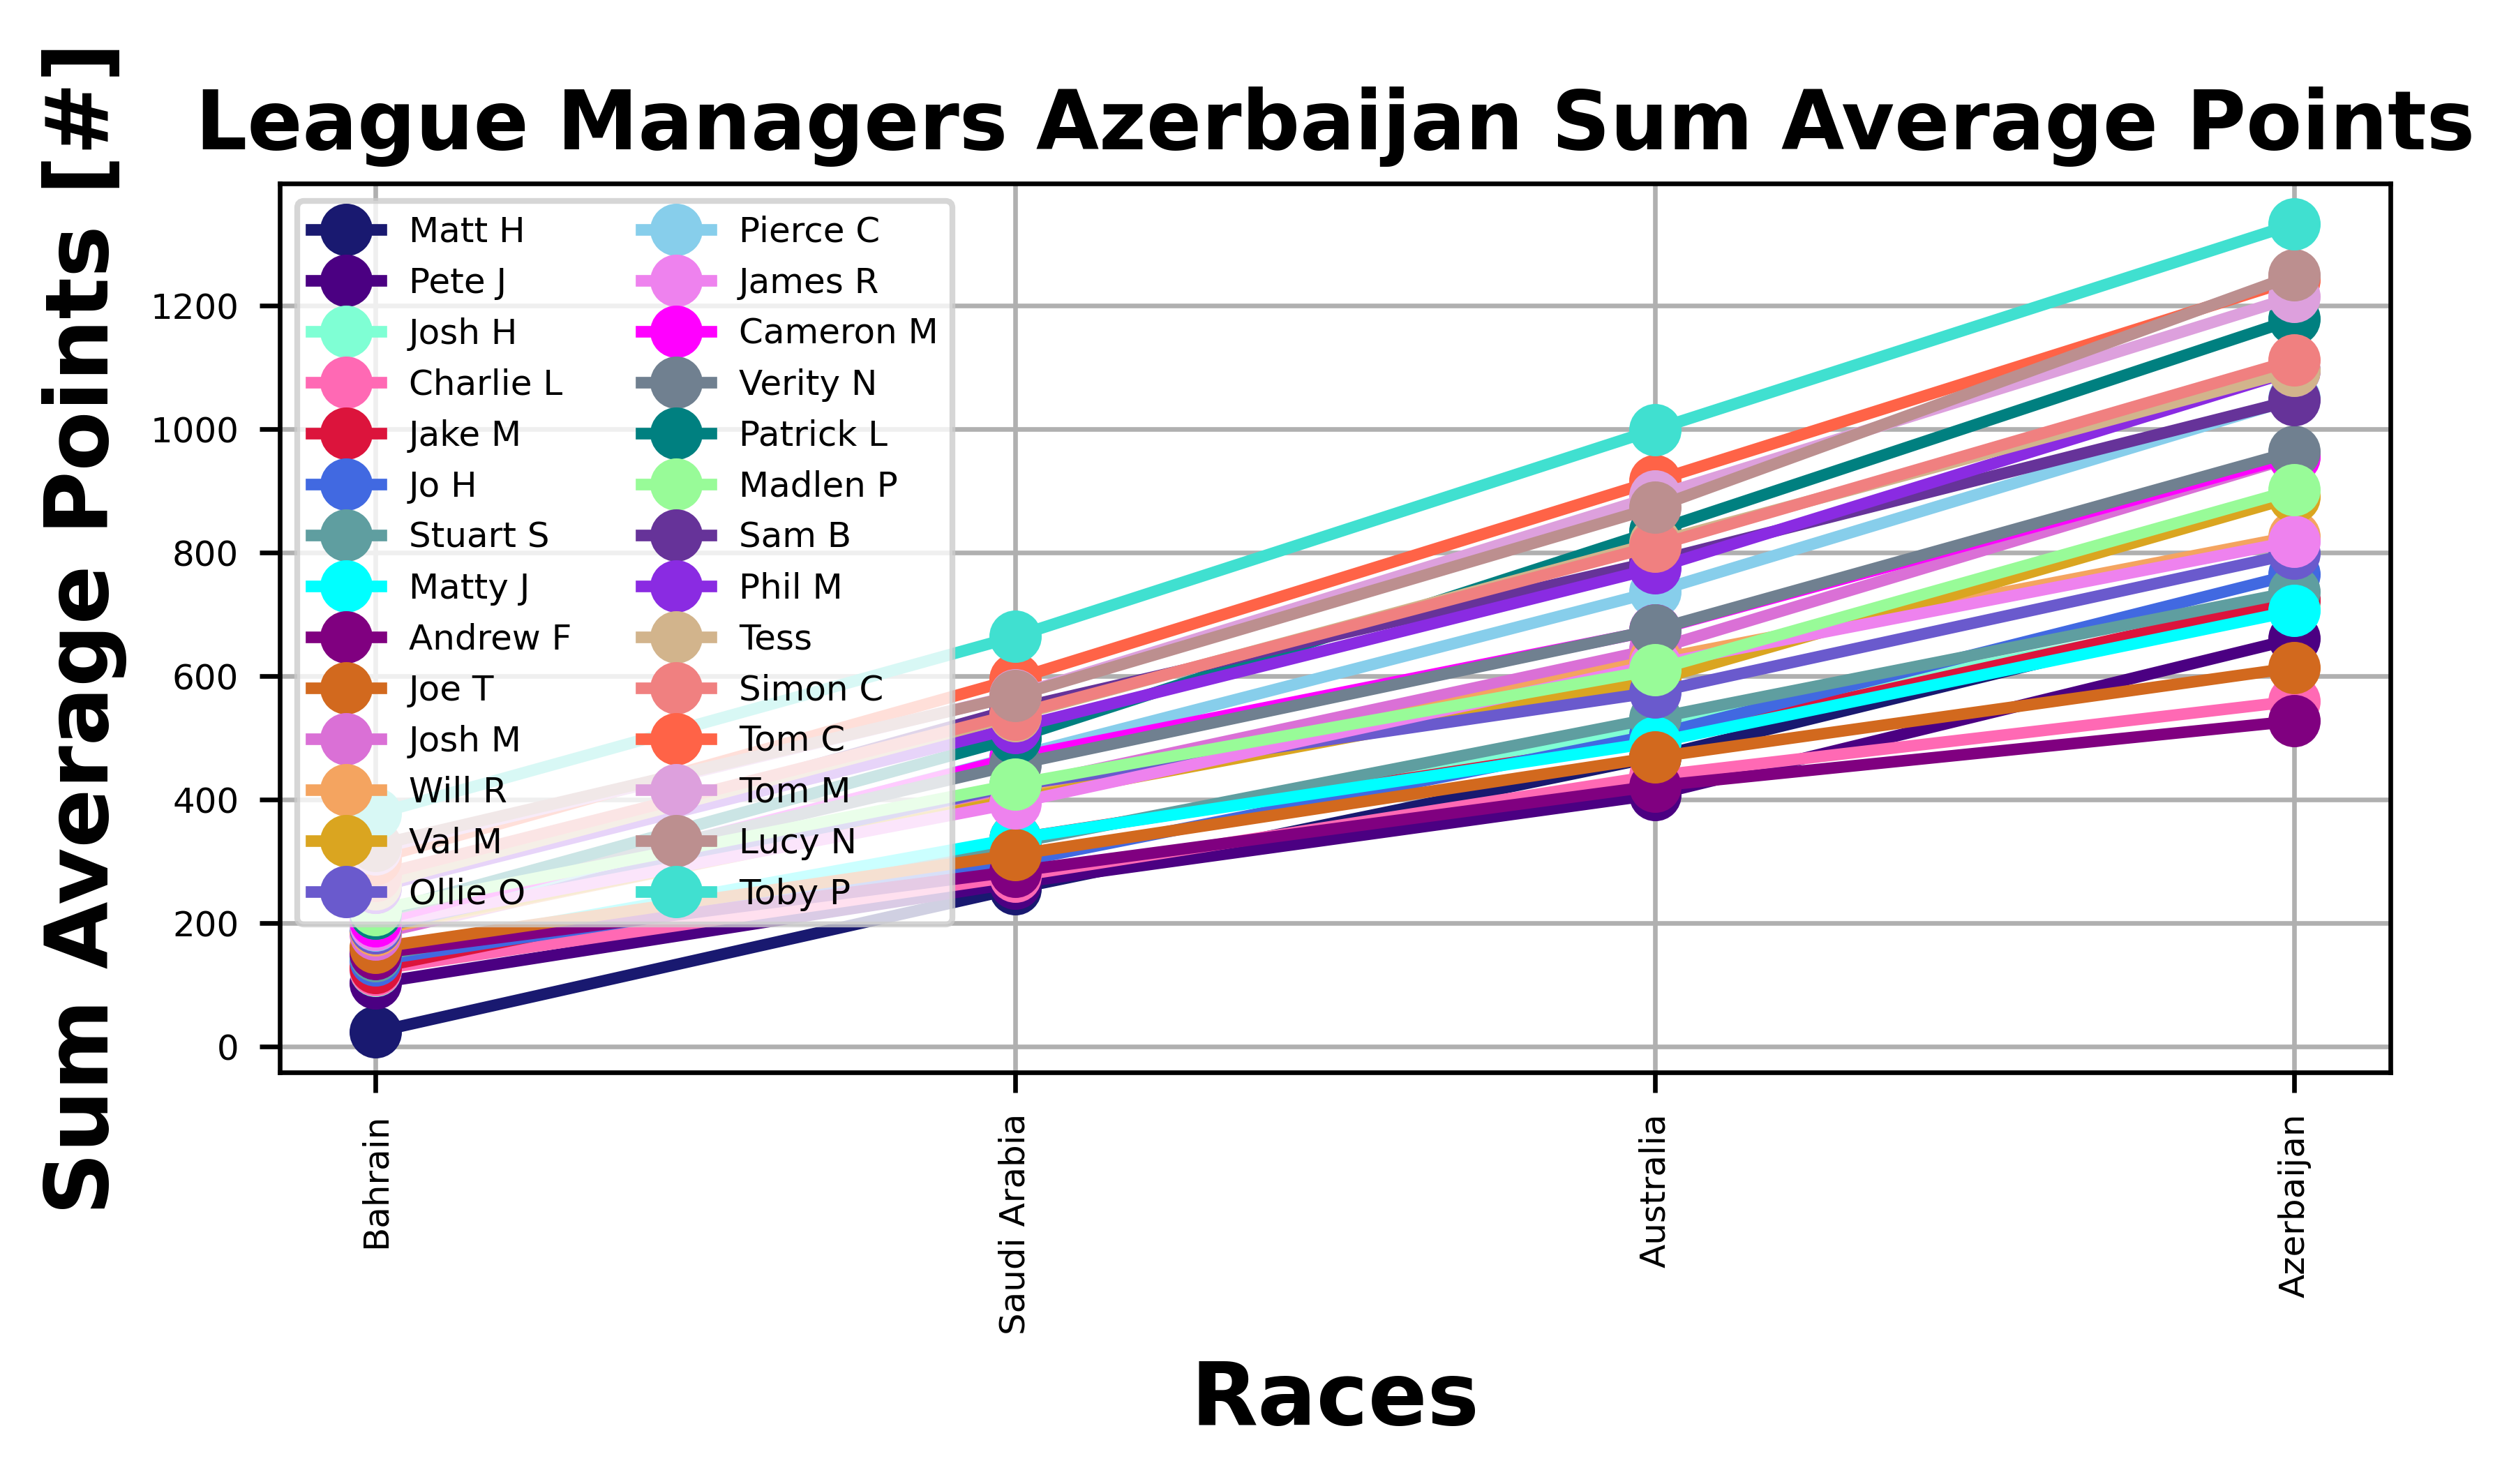 League Managers Azerbaijan Sum Average Points
Sum Average Points [#]
1200
1000
800
600
400
200
0
Matt H
Pete J
Josh H
Charlie L
Jake M
Jo H
Stuart S
Matty J
Andrew F
Joe T
Josh M
Will R
Val M
Ollie O
Pierce C
James R
Cameron M
Verity N
Patrick L
Madlen P
Sam B
Phil M
Tess
Simon C
Tom C
Tom M
Lucy N
Toby P
Bahrain
Saudi Arabia
Australia
Azerbaijan
Races